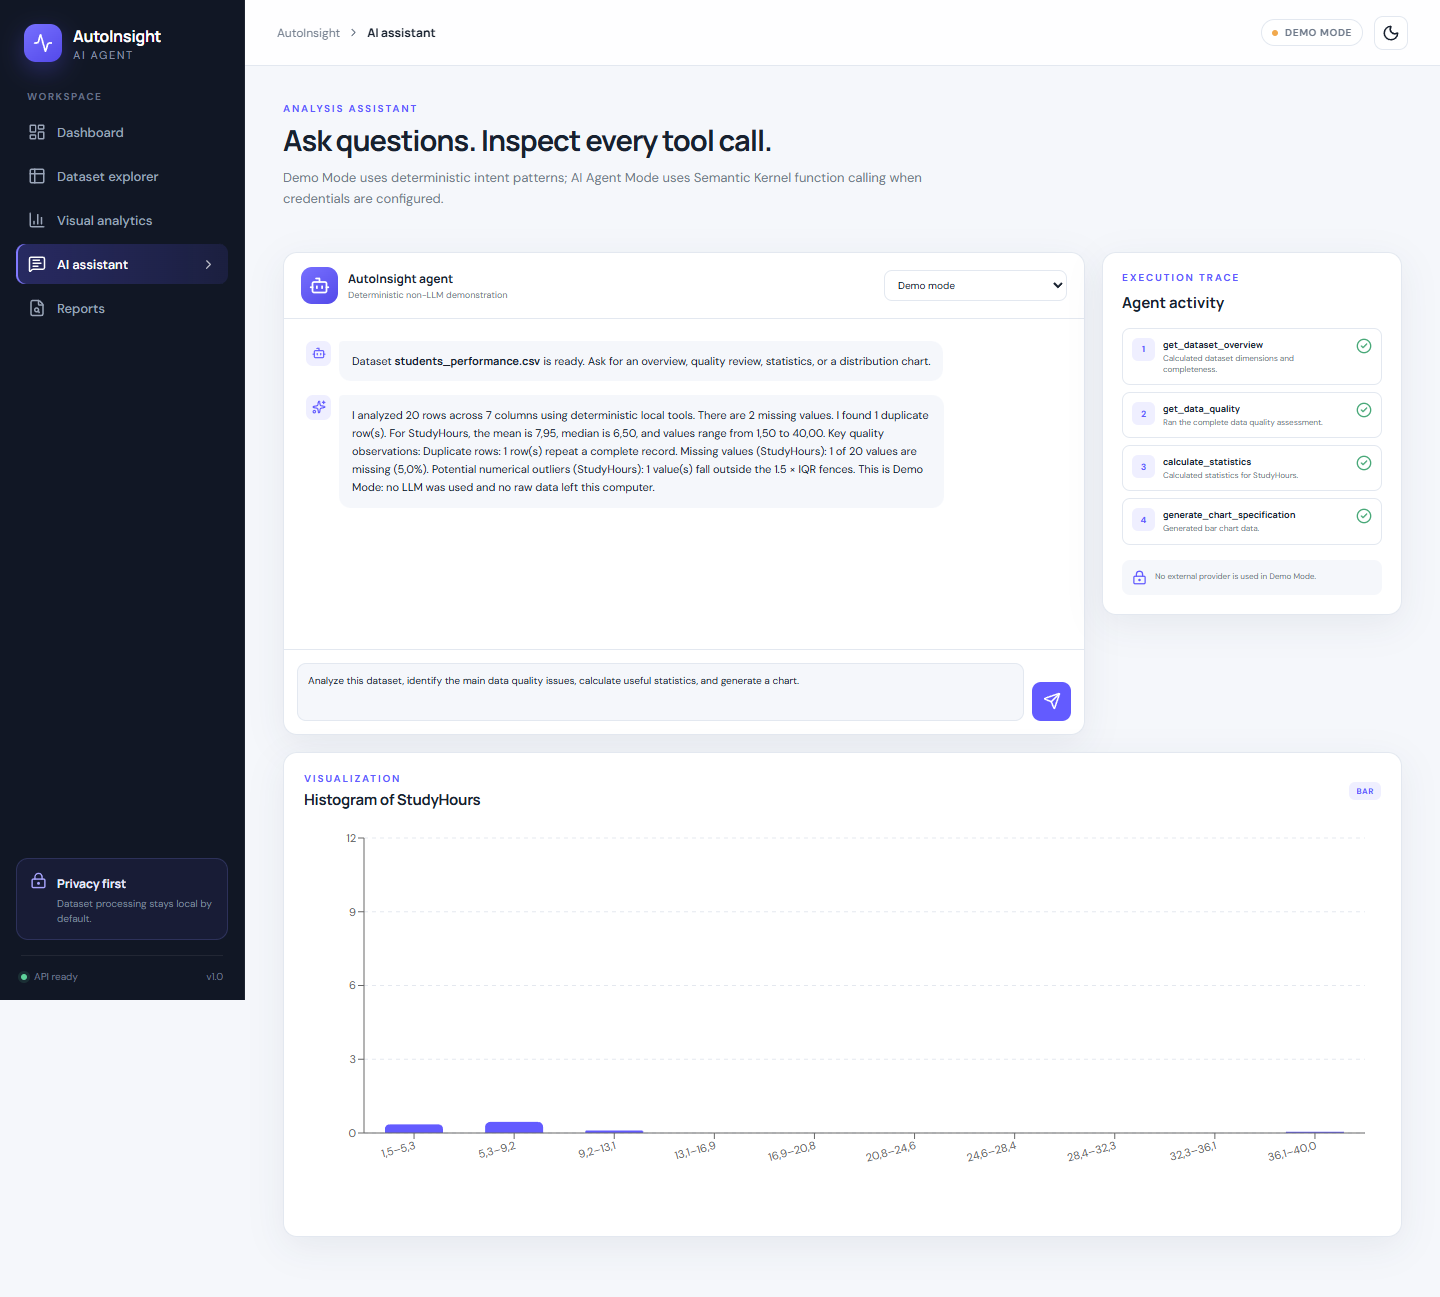 AutoInsight
AI AGENT
WORKSPACE
Dashboard
Dataset explorer
Visual analytics
AI assistant
Reports
Privacy first
Dataset processing stays local by
default.
API ready
v1.0
AutoInsight > AI assistant
DEMO MODE
ANALYSIS ASSISTANT
Ask questions. Inspect every tool call.
Demo Mode uses deterministic intent patterns; AI Agent Mode uses Semantic Kernel function calling when
credentials are configured.
AutoInsight agent
Deterministic non-LLM demonstration
Demo mode
Dataset students_performance.csv is ready. Ask for an overview, quality review, statistics, or a distribution chart.
I analyzed 20 rows across 7 columns using deterministic local tools. There are 2 missing values. I found 1 duplicate
row(s). For StudyHours, the mean is 7,95, median is 6,50, and values range from 1,50 to 40,00. Key quality
observations: Duplicate rows: 1 row(s) repeat a complete record. Missing values (StudyHours): 1 of 20 values are
missing (5,0%). Potential numerical outliers (StudyHours): 1 value(s) fall outside the 1.5 × IQR fences. This is Demo
Mode: no LLM was used and no raw data left this computer.
Analyze this dataset, identify the main data quality issues, calculate useful statistics, and generate a chart.
EXECUTION TRACE
Agent activity
1
get_dataset_overview
Calculated dataset dimensions and
completeness.
2
get_data_quality
Ran the complete data quality assessment.
3
calculate_statistics
Calculated statistics for StudyHours.
4
generate_chart_specification
Generated bar chart data.
No external provider is used in Demo Mode.
VISUALIZATION
Histogram of StudyHours
BAR
12
9
6
3
0
1,5–5,3
5,3–9,2
9,2–13,1
13,1–16,9
16,9–20,8
20,8–24,6
24,6–28,4
28,4–32,3
32,3–36,1
36,1–40,0